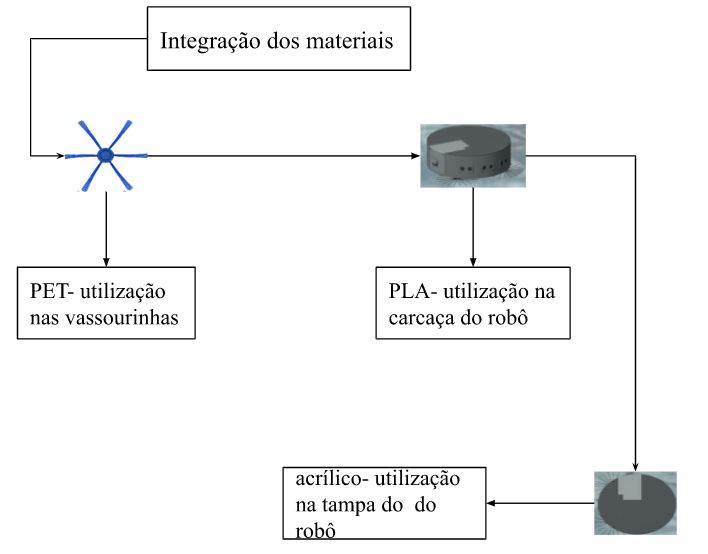 Integração dos materiais
PET- utilização
nas vassourinhas
PLA- utilização na
carcaça do robô
acrílico- utilização
na tampa do  do
robô